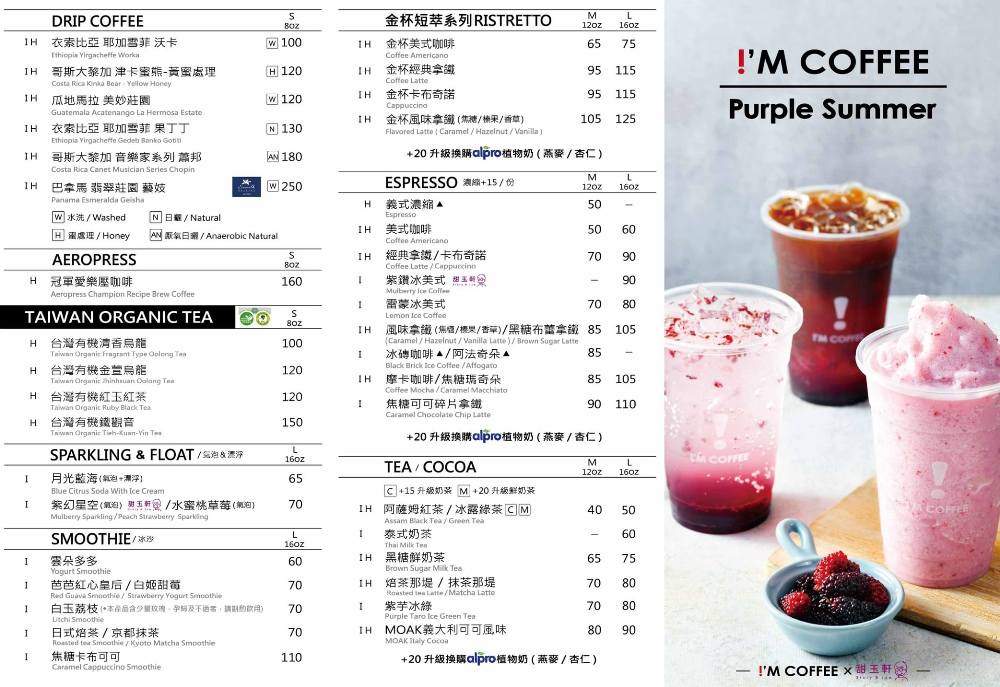 DRIP COFFEE
S
8oz
I H 衣索比亞 耶加雪菲 沃卡 W 100
Ethiopia Yirgacheffe Worka
I H 哥斯大黎加 津卡蜜熊-黃蜜處理 H 120
Costa Rica Kinka Bear - Yellow Honey
I H 瓜地馬拉 美妙莊園 W 120
Guatemala Acatenango La Hermosa Estate
I H 衣索比亞 耶加雪菲 果丁丁 N 130
Ethiopia Yirgacheffe Gedeb Banko Gotiti
I H 哥斯大黎加 音樂家系列 蕭邦 AN 180
Costa Rica Canet Musician Series Chopin
I H 巴拿馬 翡翠莊園 藝妓 Esmeralda SPECIAL W 250
Panama Esmeralda Geisha
W 水洗 / Washed N 日曬 / Natural
H 蜜處理 / Honey AN 厭氧日曬 / Anaerobic Natural
AEROPRESS
S
8oz
H 冠軍愛樂壓咖啡 160
Aeropress Champion Recipe Brew Coffee
TAIWAN ORGANIC TEA
S
8oz
H 台灣有機清香烏龍 100
Taiwan Organic Fragrant Type Oolong Tea
H 台灣有機金萱烏龍 120
Taiwan Organic Jhinhsuan Oolong Tea
H 台灣有機紅玉紅茶 120
Taiwan Organic Ruby Black Tea
H 台灣有機鐵觀音 150
Taiwan Organic Tieh-Kuan-Yin Tea
SPARKLING & FLOAT / 氣泡＆漂浮
L
16oz
I 月光藍海(氣泡+漂浮) 65
Blue Citrus Soda With Ice Cream
I 紫幻星空(氣泡) 甜玉軒 Story & Jam /水蜜桃草莓(氣泡) 70
Mulberry Sparkling / Peach Strawberry Sparkling
SMOOTHIE / 冰沙
L
16oz
I 雲朵多多 60
Yogurt Smoothie
I 芭芭紅心皇后 / 白姬甜莓 70
Red Guava Smoothie / Strawberry Yogurt Smoothie
I 白玉荔枝 (◆本產品含少量玫瑰．孕婦及不適者．請斟酌飲用) 70
Litchi Smoothie
I 日式焙茶 / 京都抹茶 70
Roasted tea Smoothie / Kyoto Matcha Smoothie
I 焦糖卡布可可 110
Caramel Cappuccino Smoothie
金杯短萃系列RISTRETTO
M L
12oz 16oz
I H 金杯美式咖啡 65 75
Coffee Americano
I H 金杯經典拿鐵 95 115
Coffee Latte
I H 金杯卡布奇諾 95 115
Cappuccino
I H 金杯風味拿鐵 (焦糖/榛果/香草) 105 125
Flavored Latte ( Caramel / Hazelnut / Vanilla )
+20 升級換購alpro植物奶 ( 燕麥 / 杏仁 )
ESPRESSO 濃縮+15 / 份
M L
12oz 16oz
H 義式濃縮▲ 50 –
Espresso
I H 美式咖啡 50 60
Coffee Americano
I H 經典拿鐵/卡布奇諾 70 90
Coffee Latte / Cappuccino
I 紫鑽冰美式 甜玉軒 Story & Jam – 90
Mulberry Ice Coffee
I 雷蒙冰美式 70 80
Lemon Ice Coffee
I H 風味拿鐵 (焦糖/榛果/香草)/黑糖布蕾拿鐵 85 105
(Caramel / Hazelnut / Vanilla Latte ) / Brown Sugar Latte
I 冰磚咖啡▲/阿法奇朵▲ 85 –
Black Brick Ice Coffee /Affogato
I H 摩卡咖啡/焦糖瑪奇朵 85 105
Coffee Mocha / Caramel Macchiato
I 焦糖可可碎片拿鐵 90 110
Caramel Chocolate Chip Latte
+20 升級換購alpro植物奶 ( 燕麥 / 杏仁 )
TEA / COCOA
M L
12oz 16oz
C +15 升級奶茶 M +20 升級鮮奶茶
I H 阿薩姆紅茶 / 冰露綠茶 C M 40 50
Assam Black Tea / Green Tea
I 泰式奶茶 – 60
Thai Milk Tea
I H 黑糖鮮奶茶 65 75
Brown Sugar Milk Tea
I H 焙茶那堤 / 抹茶那堤 70 80
Roasted tea Latte / Matcha Latte
I 紫芋冰綠 70 80
Purple Taro Ice Green Tea
I H MOAK義大利可可風味 80 90
MOAK Italy Cocoa
+20 升級換購alpro植物奶 ( 燕麥 / 杏仁 )
!'M COFFEE
Purple Summer
!
I'M COFFEE
!
I'M COFFEE
!
I'M COFFEE
— !'M COFFEE x 甜玉軒 —
Story & Jam